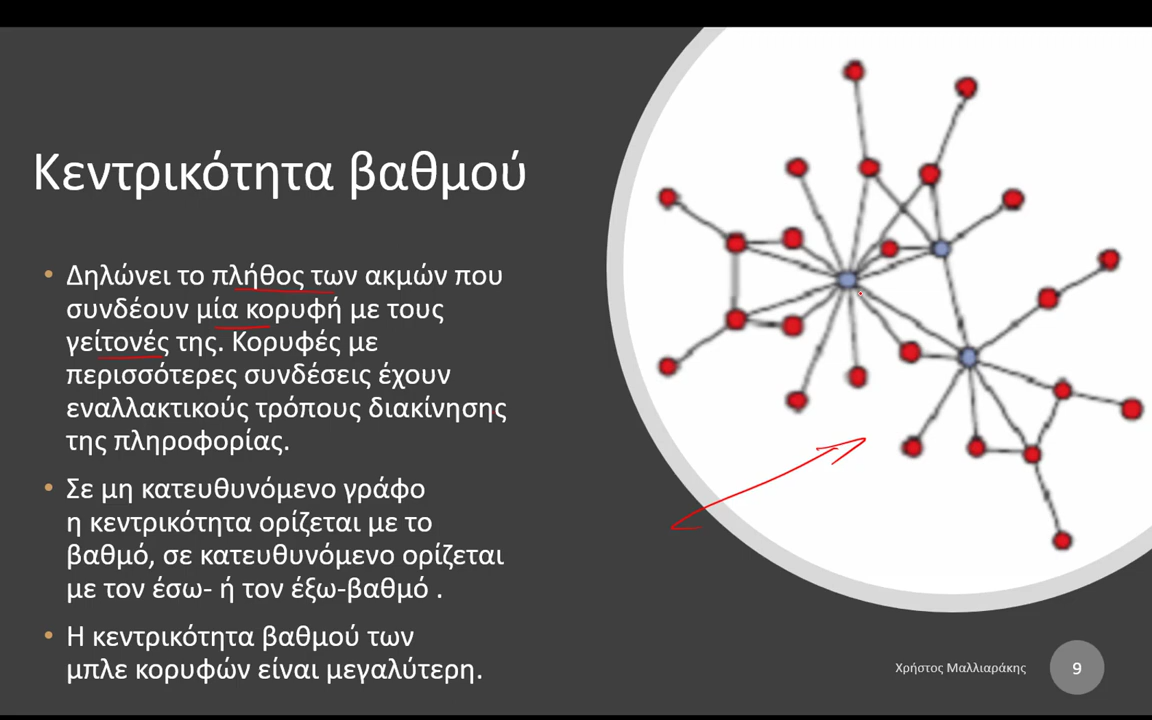 Κεντρικότητα βαθμού
• Δηλώνει το πλήθος των ακμών που
συνδέουν μία κορυφή με τους
γείτονές της. Κορυφές με
περισσότερες συνδέσεις έχουν
εναλλακτικούς τρόπους διακίνησης
της πληροφορίας.
• Σε μη κατευθυνόμενο γράφο
η κεντρικότητα ορίζεται με το
βαθμό, σε κατευθυνόμενο ορίζεται
με τον έσω- ή τον έξω-βαθμό .
• Η κεντρικότητα βαθμού των
μπλε κορυφών είναι μεγαλύτερη.
Χρήστος Μαλλιαράκης
9